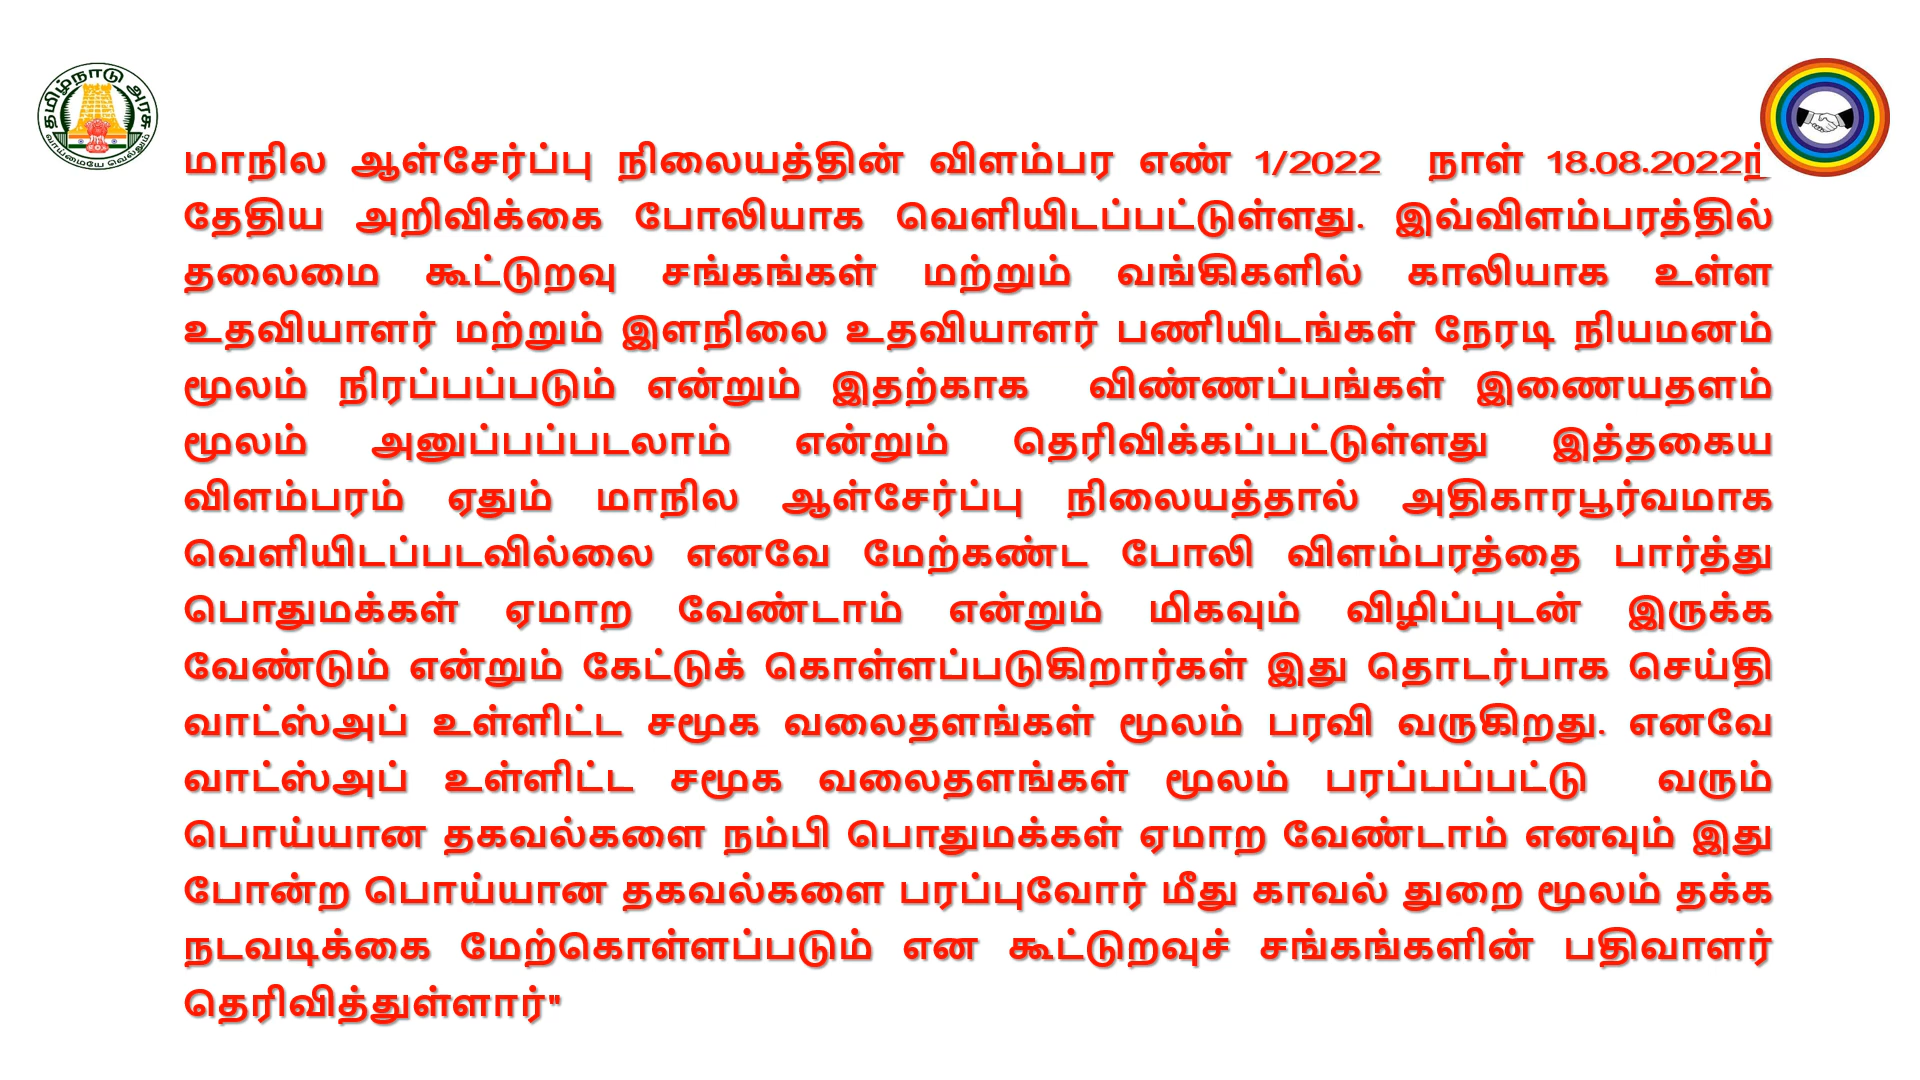 தமிழ்நாடு அரசு
வாய்மையே வெல்லும்
மாநில ஆள்சேர்ப்பு நிலையத்தின் விளம்பர எண் 1/2022 நாள் 18.08.2022ந்
தேதிய அறிவிக்கை போலியாக வெளியிடப்பட்டுள்ளது. இவ்விளம்பரத்தில்
தலைமை கூட்டுறவு சங்கங்கள் மற்றும் வங்கிகளில் காலியாக உள்ள
உதவியாளர் மற்றும் இளநிலை உதவியாளர் பணியிடங்கள் நேரடி நியமனம்
மூலம் நிரப்பப்படும் என்றும் இதற்காக விண்ணப்பங்கள் இணையதளம்
மூலம் அனுப்பப்படலாம் என்றும் தெரிவிக்கப்பட்டுள்ளது இத்தகைய
விளம்பரம் ஏதும் மாநில ஆள்சேர்ப்பு நிலையத்தால் அதிகாரபூர்வமாக
வெளியிடப்படவில்லை எனவே மேற்கண்ட போலி விளம்பரத்தை பார்த்து
பொதுமக்கள் ஏமாற வேண்டாம் என்றும் மிகவும் விழிப்புடன் இருக்க
வேண்டும் என்றும் கேட்டுக் கொள்ளப்படுகிறார்கள் இது தொடர்பாக செய்தி
வாட்ஸ்அப் உள்ளிட்ட சமூக வலைதளங்கள் மூலம் பரவி வருகிறது. எனவே
வாட்ஸ்அப் உள்ளிட்ட சமூக வலைதளங்கள் மூலம் பரப்பப்பட்டு வரும்
பொய்யான தகவல்களை நம்பி பொதுமக்கள் ஏமாற வேண்டாம் எனவும் இது
போன்ற பொய்யான தகவல்களை பரப்புவோர் மீது காவல் துறை மூலம் தக்க
நடவடிக்கை மேற்கொள்ளப்படும் என கூட்டுறவுச் சங்கங்களின் பதிவாளர்
தெரிவித்துள்ளார்"